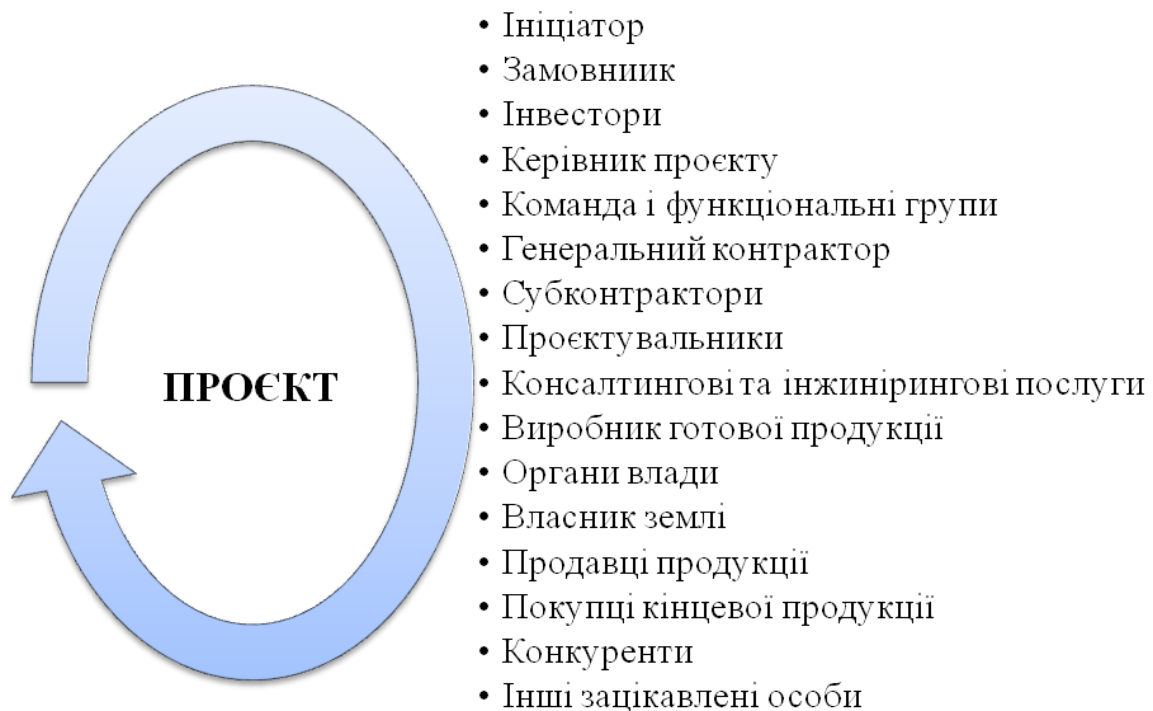 • Ініціатор
• Замовниик
• Інвестори
• Керівник проєкту
• Команда і функціональні групи
• Генеральний контрактор
• Субконтрактори
• Проєктувальники
• Консалтингові та інжинірингові послуги
• Виробник готової продукції
• Органи влади
• Власник землі
• Продавці продукції
• Покупці кінцевої продукції
• Конкуренти
• Інші зацікавлені особи
ПРОЄКТ